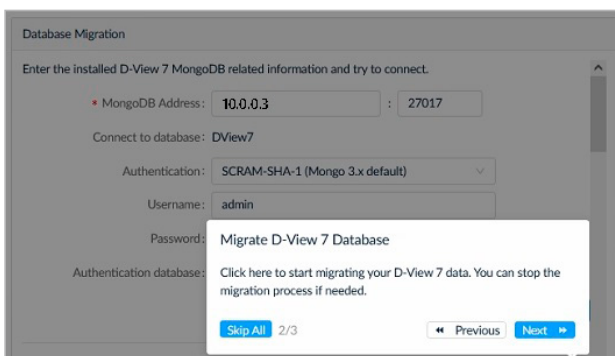 Database Migration
Enter the installed D-View 7 MongoDB related information and try to connect.
* MongoDB Address: 10.0.0.3 : 27017
Connect to database: DView7
Authentication: SCRAM-SHA-1 (Mongo 3.x default)
Username: admin
Password:
Migrate D-View 7 Database
Authentication database:
Click here to start migrating your D-View 7 data. You can stop the
migration process if needed.
Skip All 2/3 Previous Next